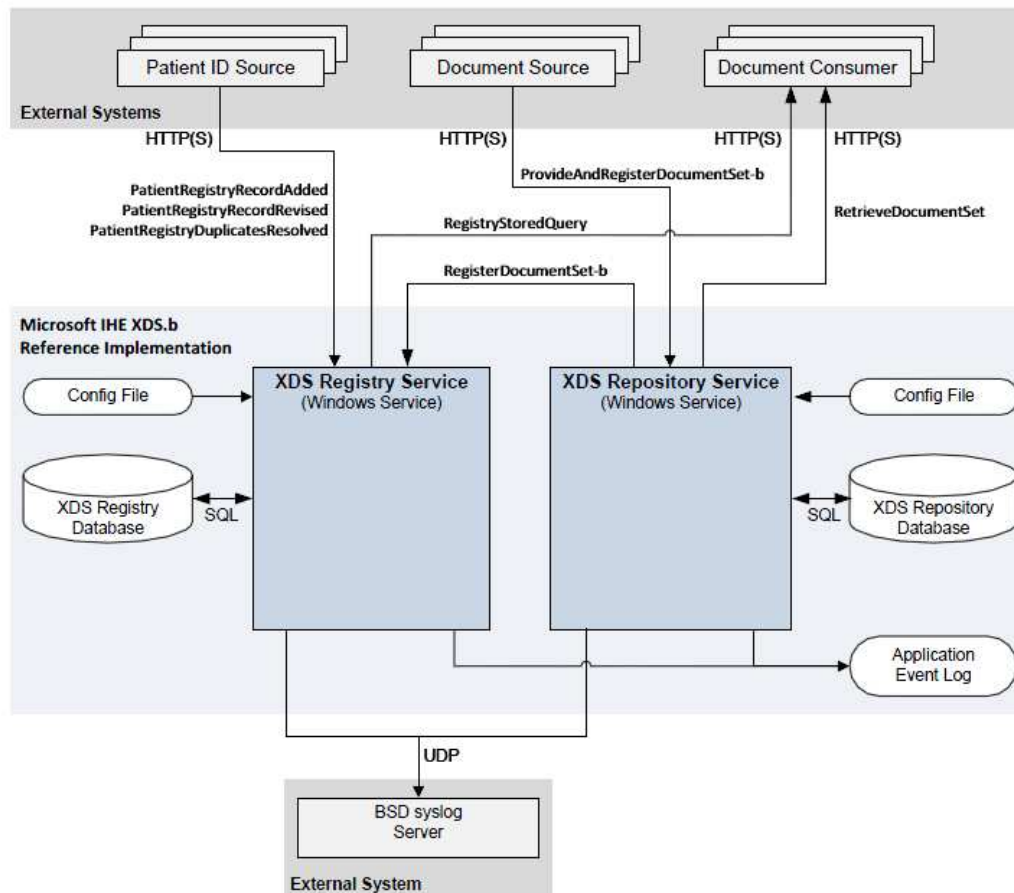 Patient ID Source
Document Source
Document Consumer
External Systems
HTTP(S)
HTTP(S)
HTTP(S)
HTTP(S)
ProvideAndRegisterDocumentSet-b
PatientRegistryRecordAdded
PatientRegistryRecordRevised
PatientRegistryDuplicatesResolved
RegistryStoredQuery
RetrieveDocumentSet
RegisterDocumentSet-b
Microsoft IHE XDS.b
Reference Implementation
XDS Registry Service
(Windows Service)
XDS Repository Service
(Windows Service)
Config File
Config File
XDS Registry
Database
SQL
SQL
XDS Repository
Database
Application
Event Log
UDP
BSD syslog
Server
External System